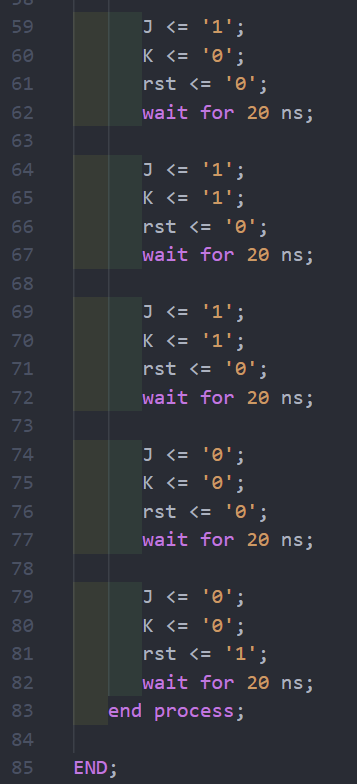 58
59 J <= '1';
60 K <= '0';
61 rst <= '0';
62 wait for 20 ns;
63
64 J <= '1';
65 K <= '1';
66 rst <= '0';
67 wait for 20 ns;
68
69 J <= '1';
70 K <= '1';
71 rst <= '0';
72 wait for 20 ns;
73
74 J <= '0';
75 K <= '0';
76 rst <= '0';
77 wait for 20 ns;
78
79 J <= '0';
80 K <= '0';
81 rst <= '1';
82 wait for 20 ns;
83 end process;
84
85 END;